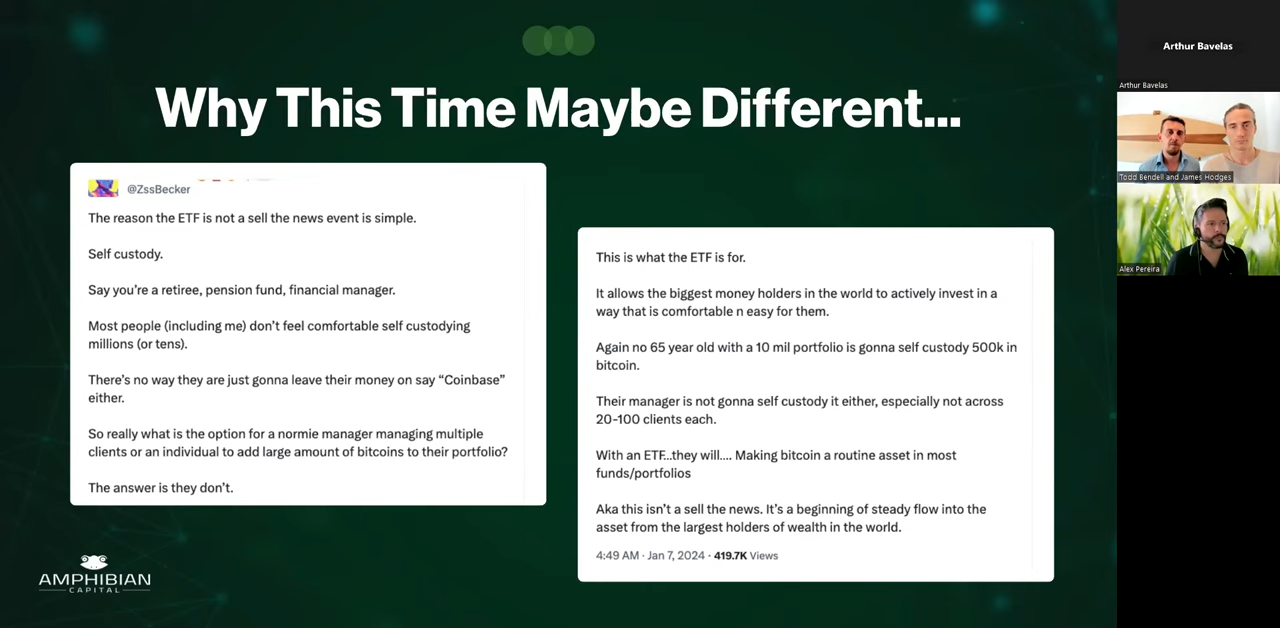 Why This Time Maybe Different...
@ZssBecker
The reason the ETF is not a sell the news event is simple.
Self custody.
Say you're a retiree, pension fund, financial manager.
Most people (including me) don't feel comfortable self custodying
millions (or tens).
There's no way they are just gonna leave their money on say “Coinbase”
either.
So really what is the option for a normie manager managing multiple
clients or an individual to add large amount of bitcoins to their portfolio?
The answer is they don't.
This is what the ETF is for.
It allows the biggest money holders in the world to actively invest in a
way that is comfortable n easy for them.
Again no 65 year old with a 10 mil portfolio is gonna self custody 500k in
bitcoin.
Their manager is not gonna self custody it either, especially not across
20-100 clients each.
With an ETF...they will.... Making bitcoin a routine asset in most
funds/portfolios
Aka this isn't a sell the news. It's a beginning of steady flow into the
asset from the largest holders of wealth in the world.
4:49 AM · Jan 7, 2024 · 419.7K Views
AMPHIBIAN
CAPITAL
Arthur Bavelas
Arthur Bavelas
Todd Bendell and James Hodges
Alex Pereira